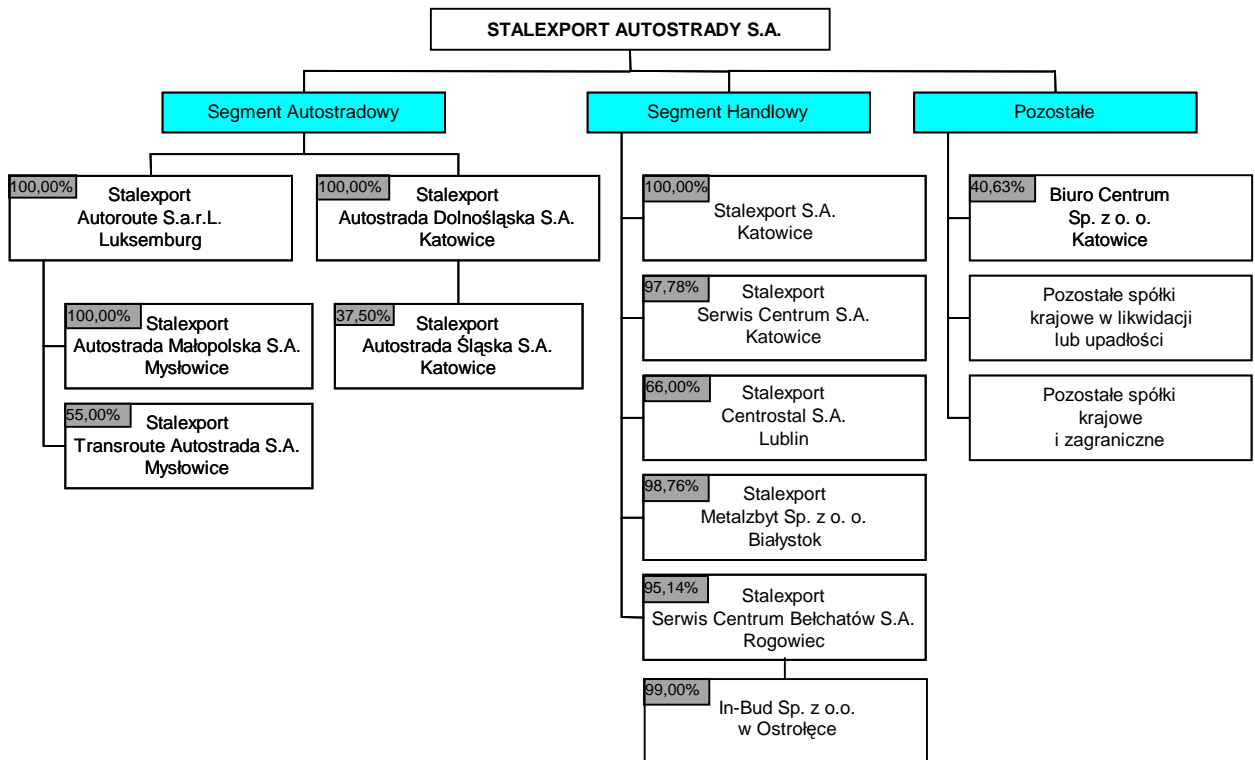 STALEXPORT AUTOSTRADY S.A.
Segment Autostradowy
Segment Handlowy
Pozostałe
100,00%
Stalexport
Autoroute S.a.r.L.
Luksemburg
100,00%
Stalexport
Autostrada Dolnośląska S.A.
Katowice
100,00%
Stalexport
Autostrada Małopolska S.A.
Mysłowice
37,50%
Stalexport
Autostrada Śląska S.A.
Katowice
55,00%
Stalexport
Transroute Autostrada S.A.
Mysłowice
100,00%
Stalexport S.A.
Katowice
97,78%
Stalexport
Serwis Centrum S.A.
Katowice
66,00%
Stalexport
Centrostal S.A.
Lublin
98,76%
Stalexport
Metalzbyt Sp. z o. o.
Białystok
95,14%
Stalexport
Serwis Centrum Bełchatów S.A.
Rogowiec
99,00%
In-Bud Sp. z o.o.
w Ostrołęce
40,63%
Biuro Centrum
Sp. z o. o.
Katowice
Pozostałe spółki
krajowe w likwidacji
lub upadłości
Pozostałe spółki
krajowe
i zagraniczne